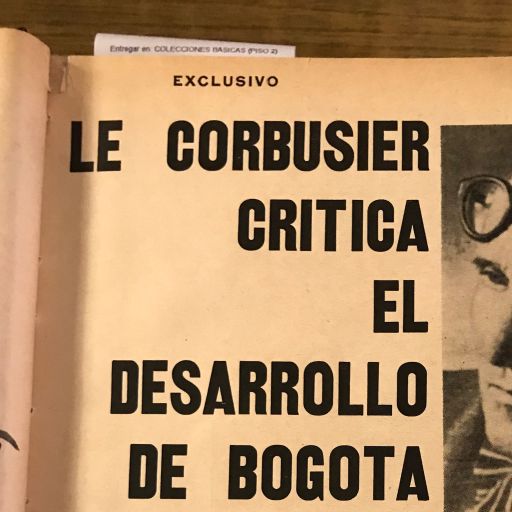 Entregar en: COLECCIONES BASICAS (PISO 2)
EXCLUSIVO
LE CORBUSIER
CRITICA
EL
DESARROLLO
DE BOGOTA